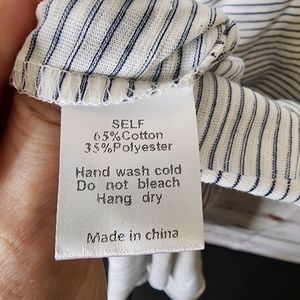 SELF
65%Cotton
35%Polyester
Hand wash cold
Do not bleach
Hang dry
Made in china